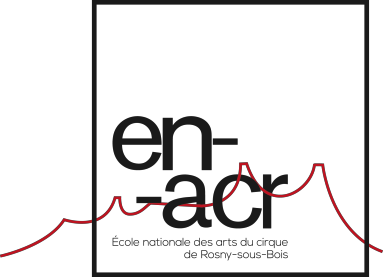 en-
-acr
École nationale des arts du cirque
de Rosny-sous-Bois